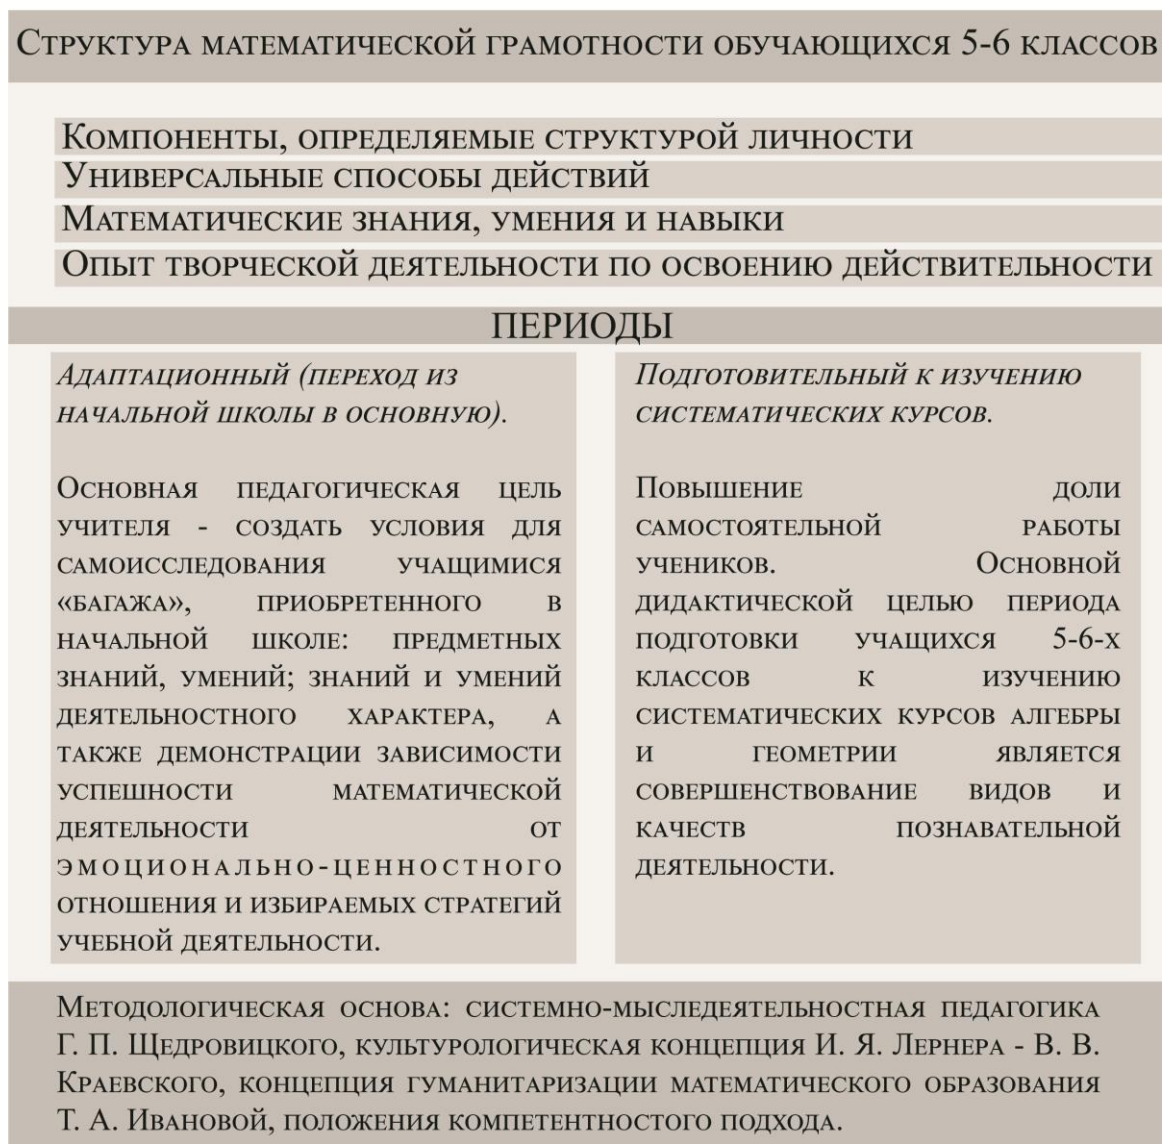 Структура математической грамотности обучающихся 5-6 классов
Компоненты, определяемые структурой личности
Универсальные способы действий
Математические знания, умения и навыки
Опыт творческой деятельности по освоению действительности
ПЕРИОДЫ
Адаптационный (переход из
начальной школы в основную).
Основная педагогическая цель
учителя - создать условия для
самоисследования учащимися
«багажа», приобретенного в
начальной школе: предметных
знаний, умений; знаний и умений
деятельностного характера, а
также демонстрации зависимости
успешности математической
деятельности от
эмоционально-ценностного
отношения и избираемых стратегий
учебной деятельности.
Подготовительный к изучению
систематических курсов.
Повышение доли
самостоятельной работы
учеников. Основной
дидактической целью периода
подготовки учащихся 5-6-х
классов к изучению
систематических курсов алгебры
и геометрии является
совершенствование видов и
качеств познавательной
деятельности.
Методологическая основа: системно-мыследеятельностная педагогика
Г. П. Щедровицкого, культурологическая концепция И. Я. Лернера - В. В.
Краевского, концепция гуманитаризации математического образования
Т. А. Ивановой, положения компетентностого подхода.